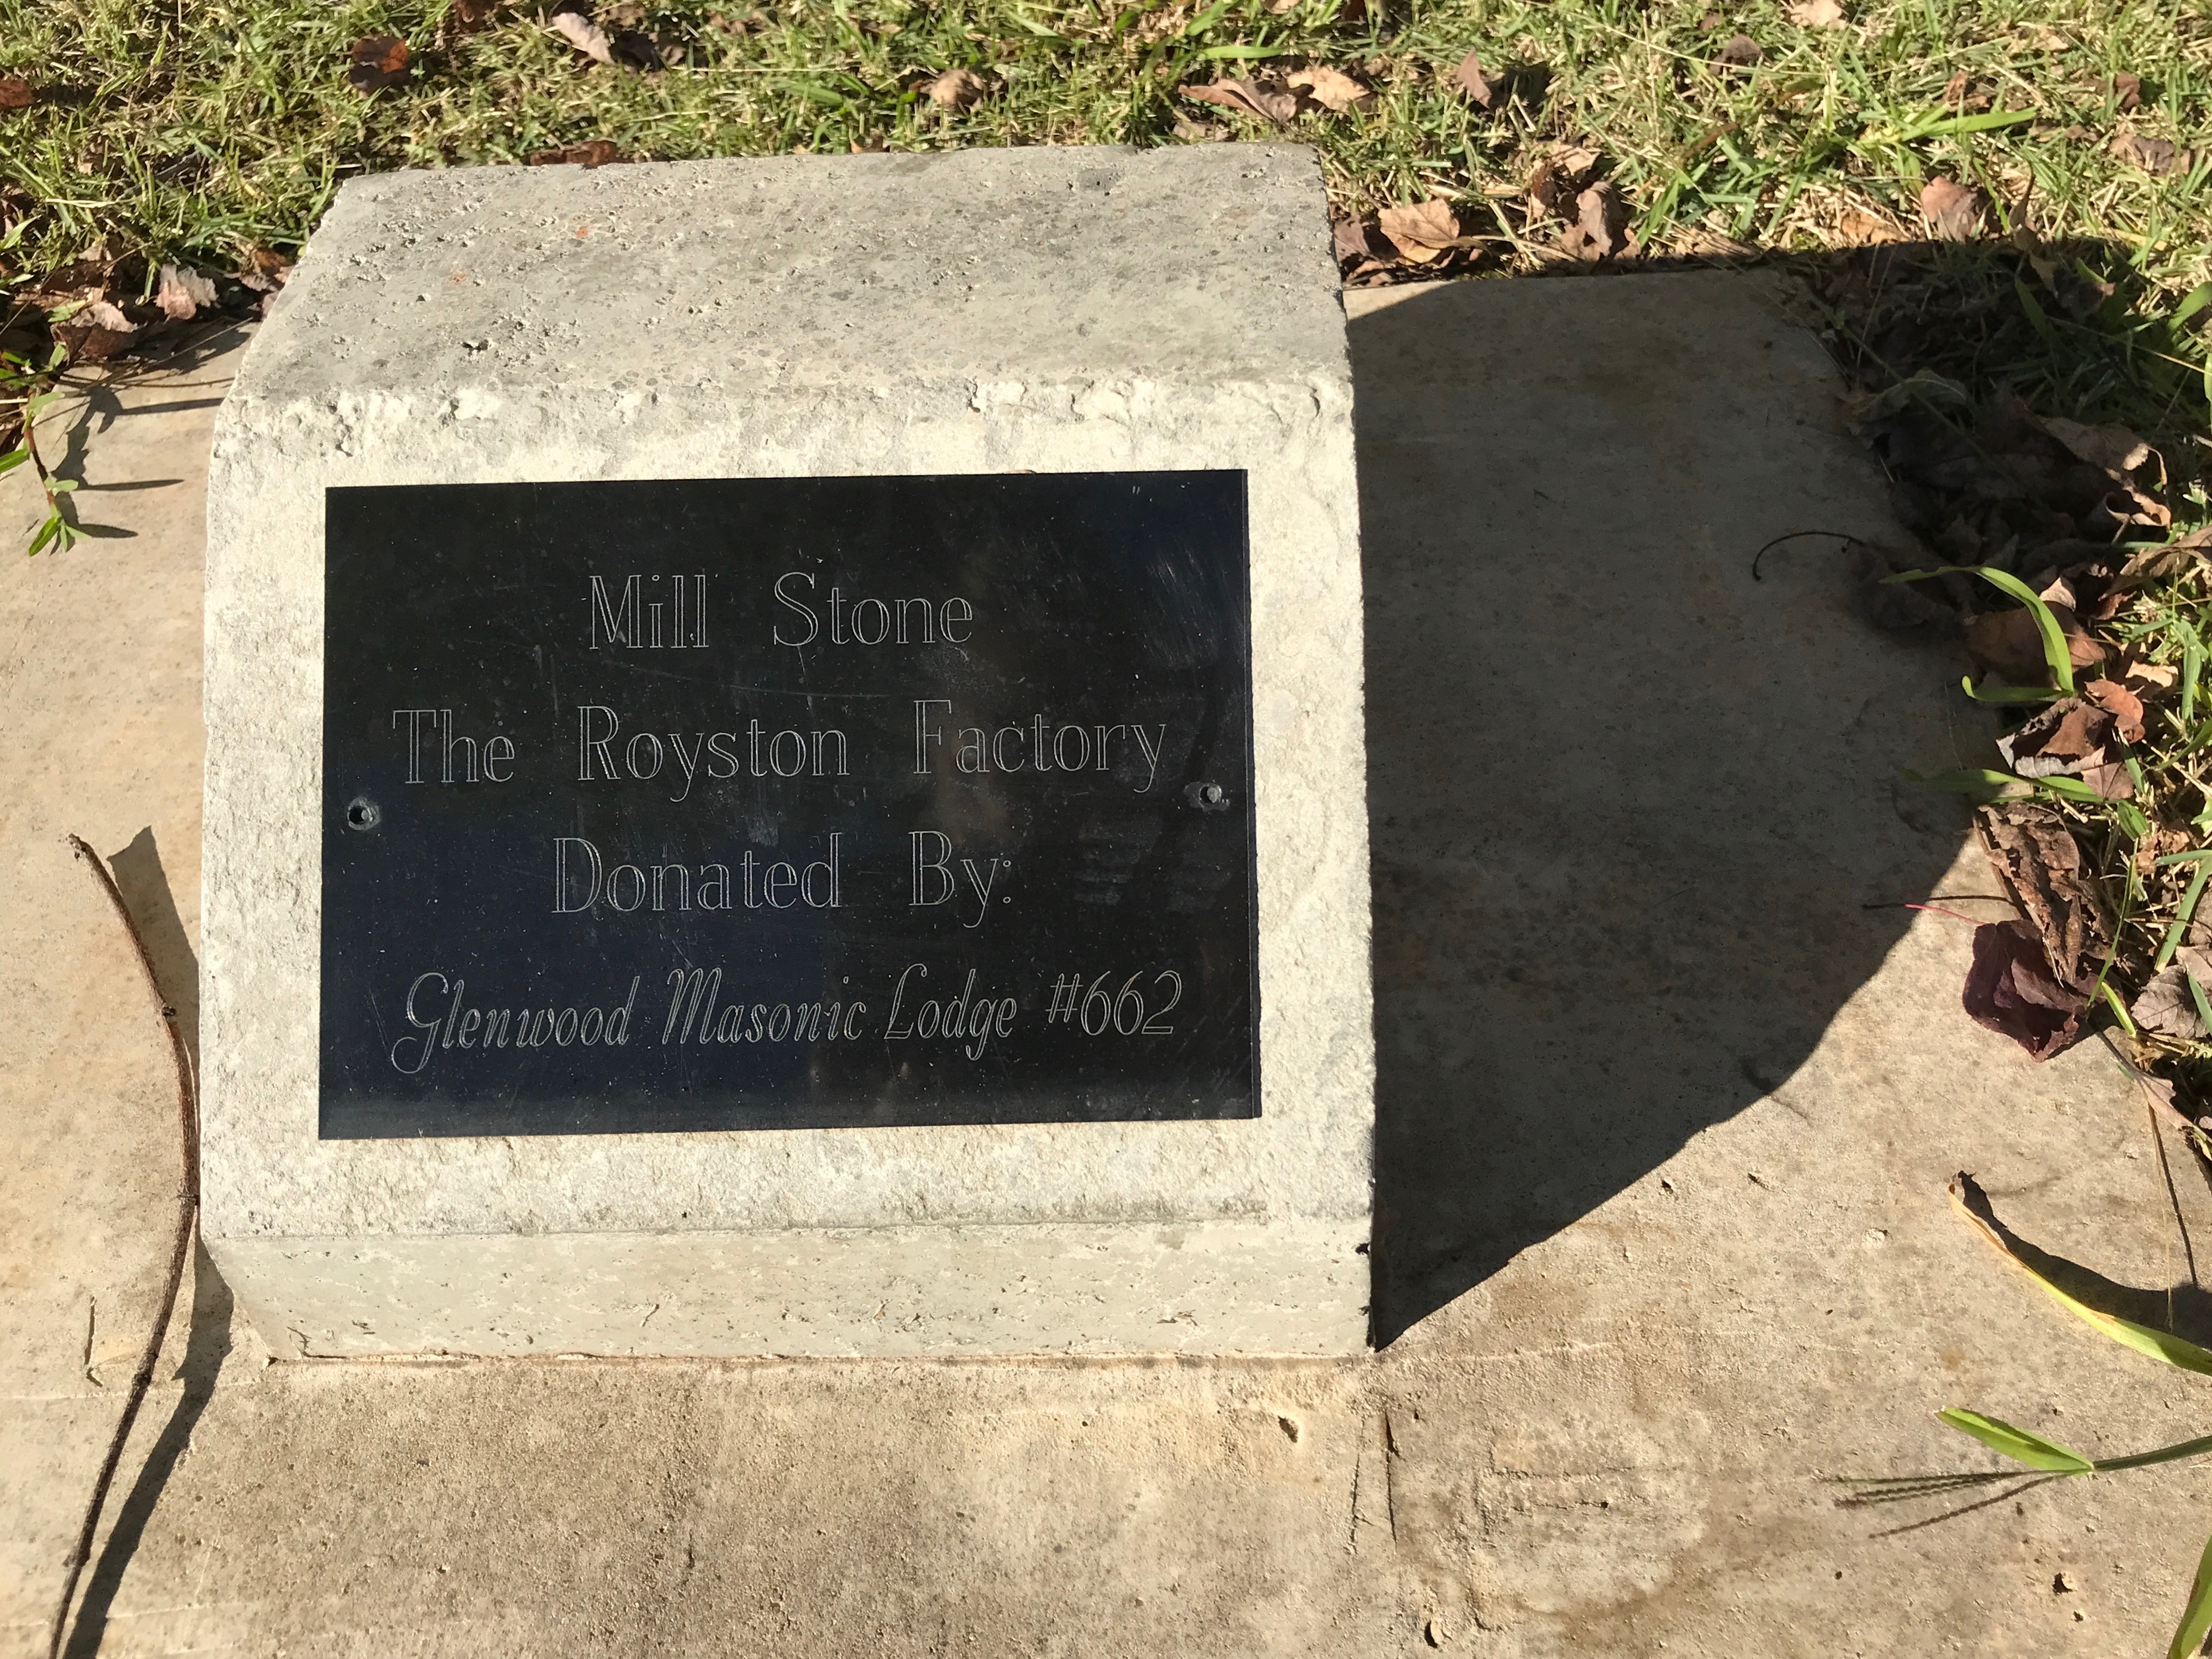 Mill Stone
The Royston Factory
Donated By:
Glenwood Masonic Lodge #662